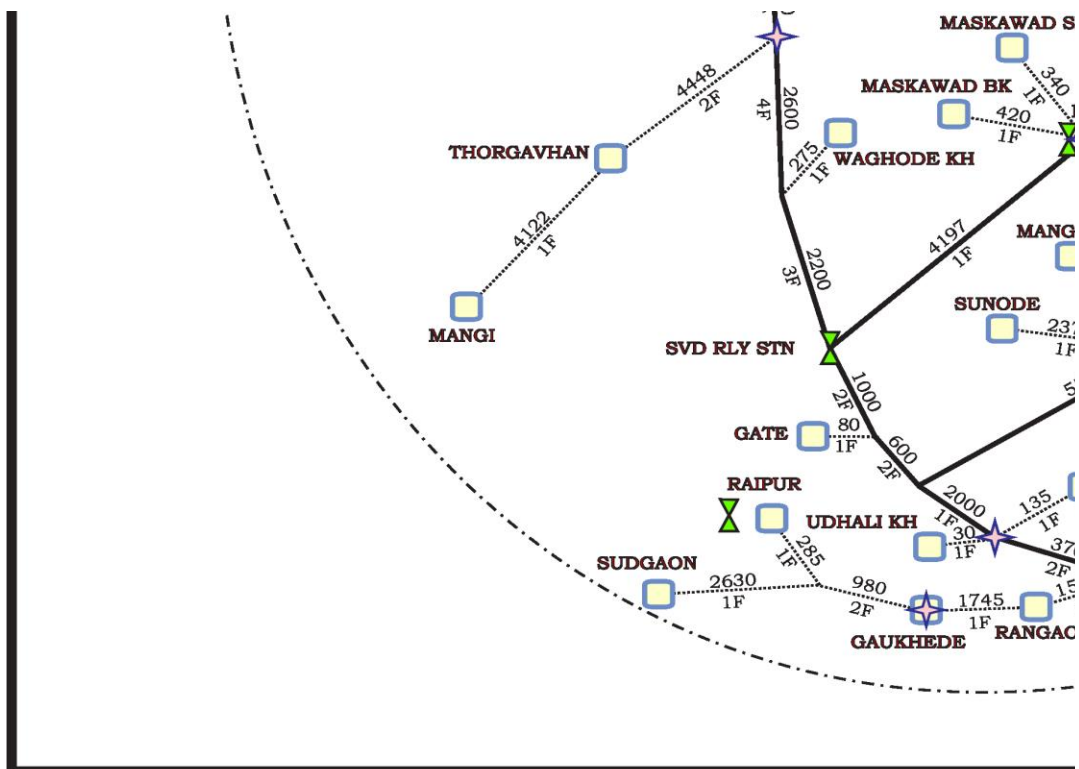 MASKAWAD S
340
1F
MASKAWAD BK
420
1F
4448
2F
2600
4F
THORGAVHAN
275
1F
WAGHODE KH
4122
1F
4197
1F
MANG
2200
3F
SUNODE
237
1F
MANGI
SVD RLY STN
1000
2F
GATE
80
1F
600
2F
RAIPUR
2000
1F
135
1F
UDHALI KH
30
1F
285
1F
370
2F
SUDGAON
2630
1F
980
2F
1745
1F
15
GAUKHEDE
RANGAO